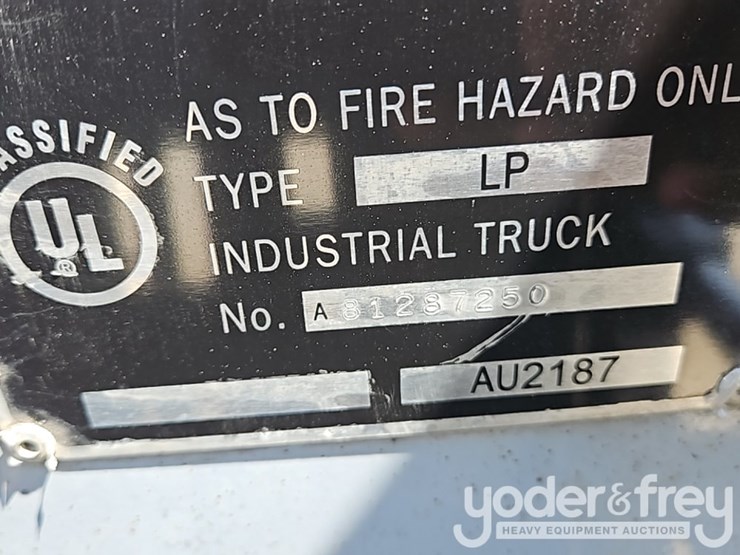 AS TO FIRE HAZARD ONL
ASSIFIED
UL
®
TYPE LP
INDUSTRIAL TRUCK
No. A 81287250
AU2187
yoder&frey
HEAVY EQUIPMENT AUCTIONS